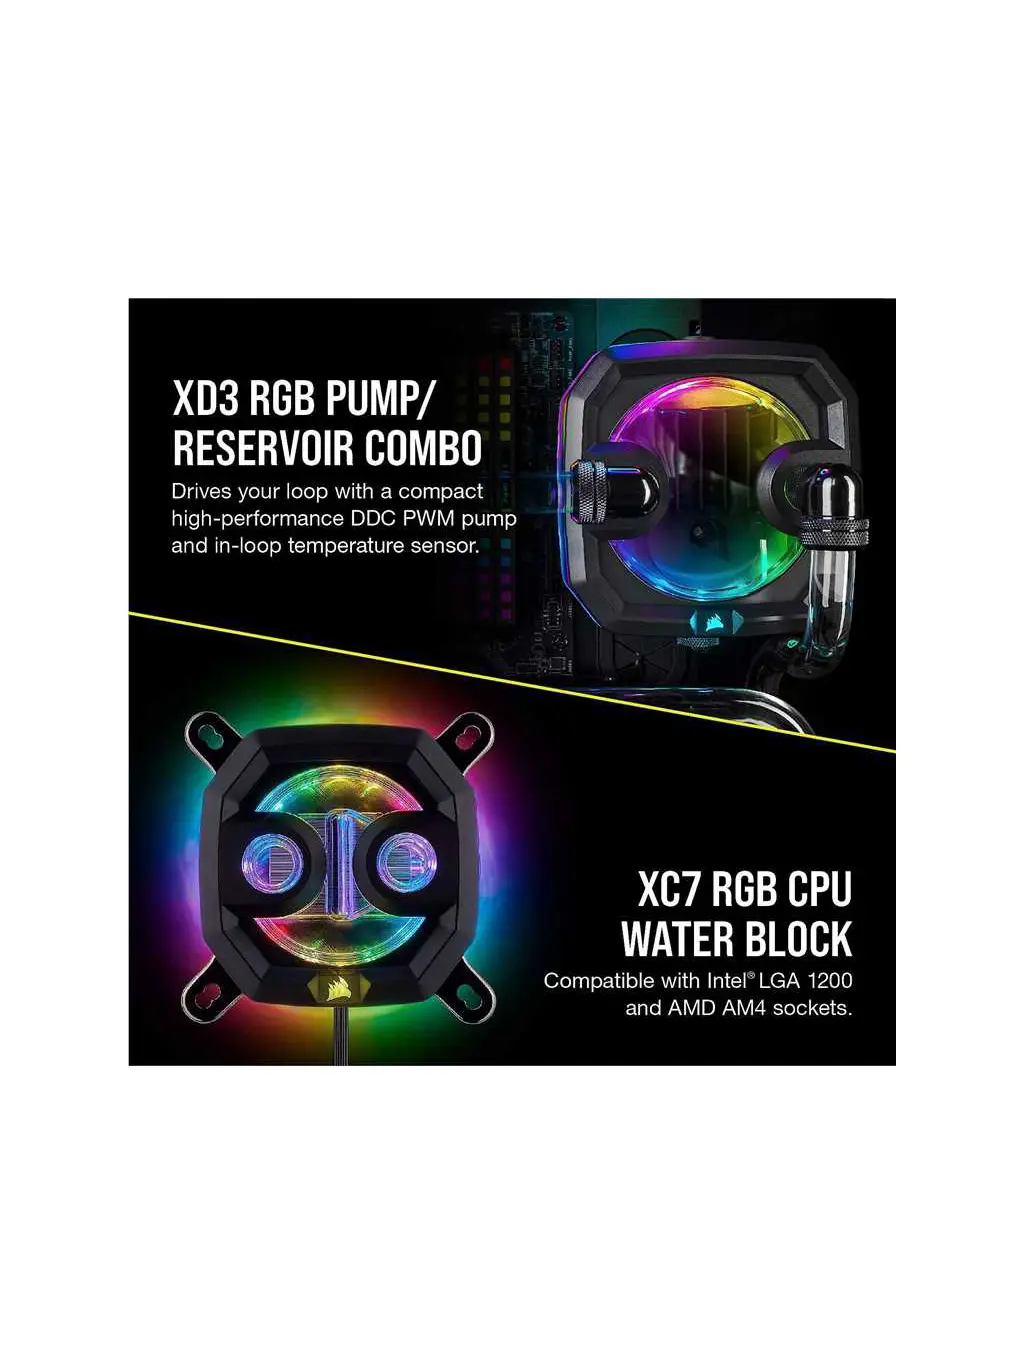 XD3 RGB PUMP/
RESERVOIR COMBO
Drives your loop with a compact
high-performance DDC PWM pump
and in-loop temperature sensor.
XC7 RGB CPU
WATER BLOCK
Compatible with Intel® LGA 1200
and AMD AM4 sockets.